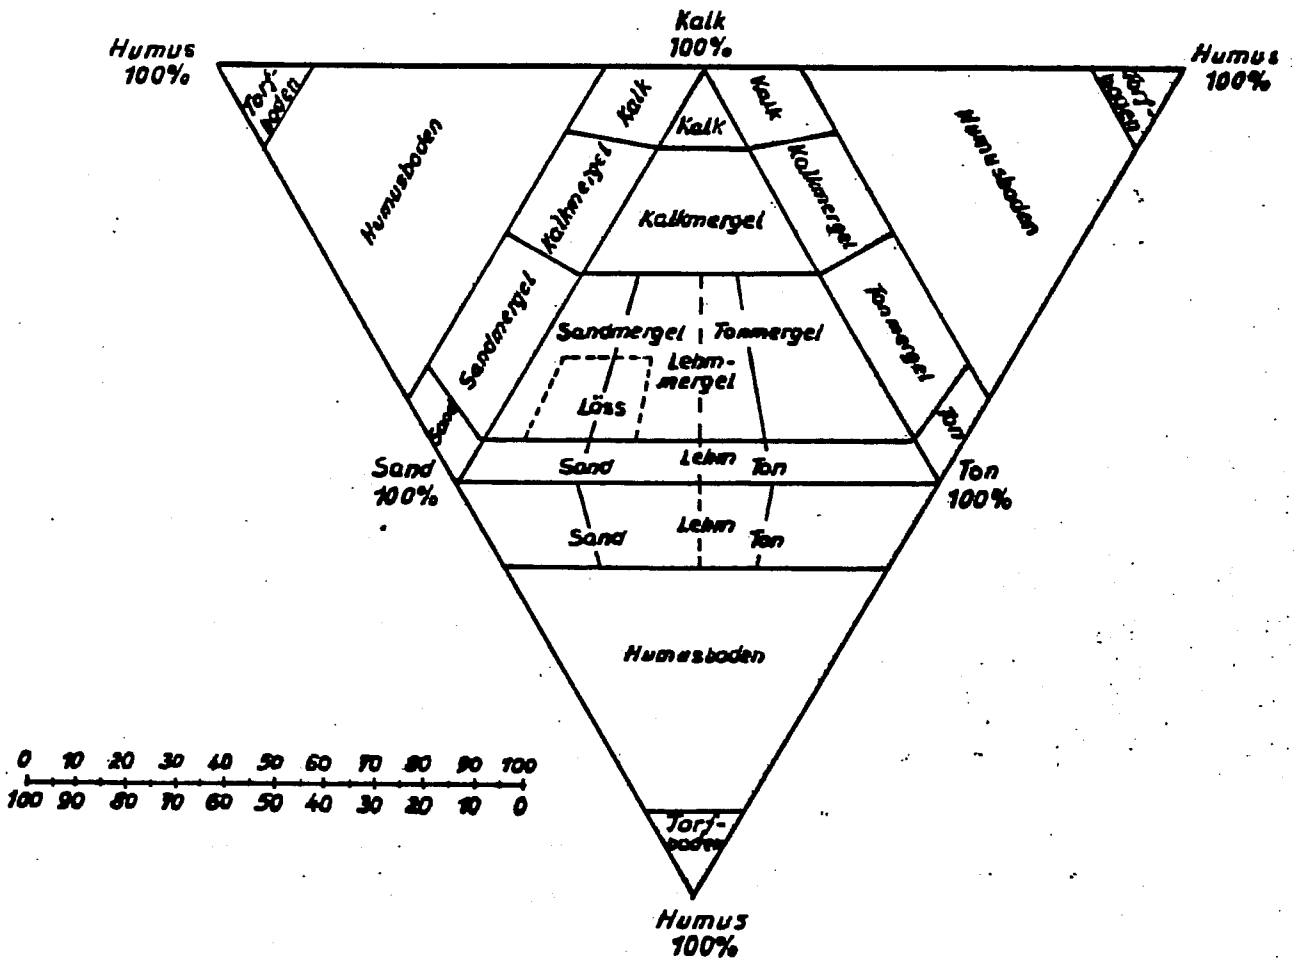 Kalk
100%
Humus
100%
Humus
100%
Torf-
boden
Kalk
Kalk
Kalk
Torf-
boden
Humusboden
Kalkmergel
Kalkmergel
Kalkmergel
Humusboden
Sandmergel
Sandmergel
Tonmergel
Tonmergel
Lehm-
mergel
Löss
Sand
Ton
Sand
100%
Sand
Lehm
Ton
Ton
100%
Sand
Lehm
Ton
Humusboden
0 10 20 30 40 50 60 70 80 90 100
100 90 80 70 60 50 40 30 20 10 0
Torf-
boden
Humus
100%